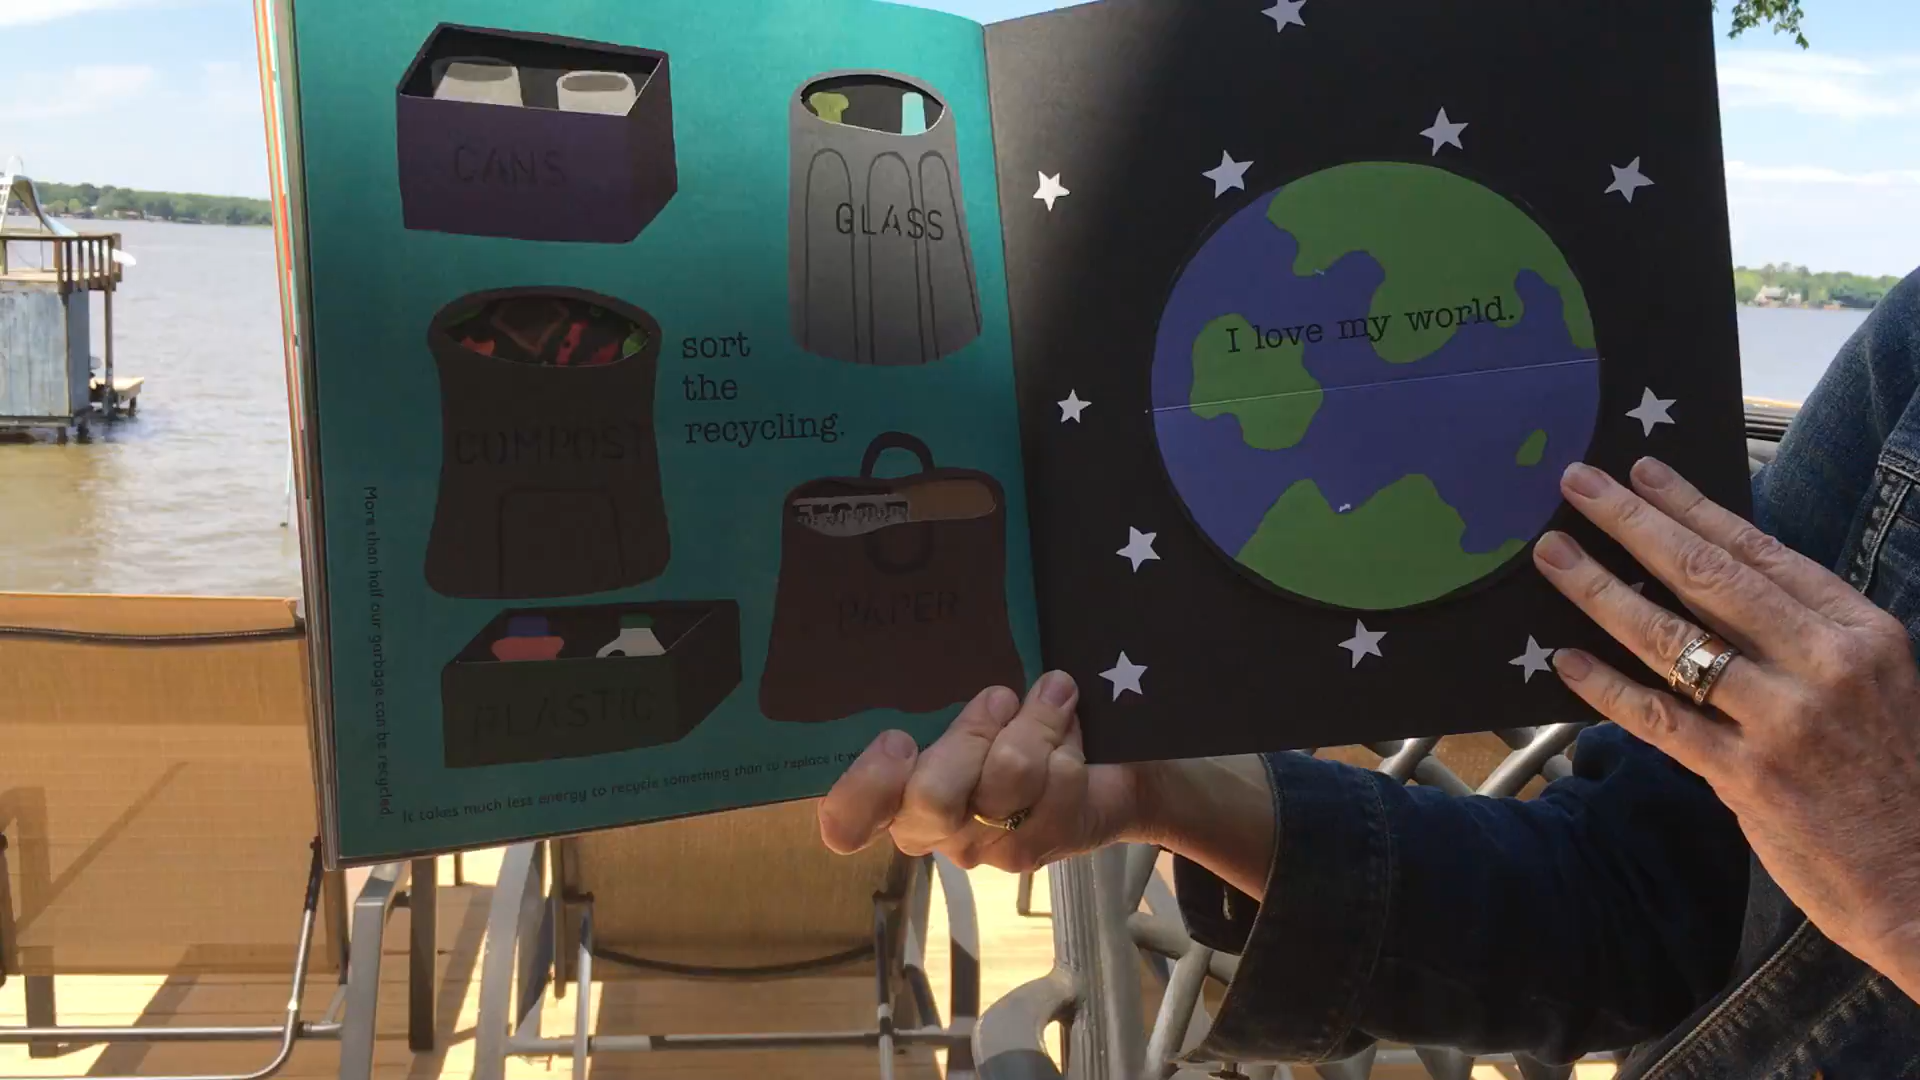 CANS
GLASS
COMPOST
sort
the
recycling.
PAPER
PLASTIC
More than half our garbage can be recycled.
It takes much less energy to recycle something than to replace it
I love my world.